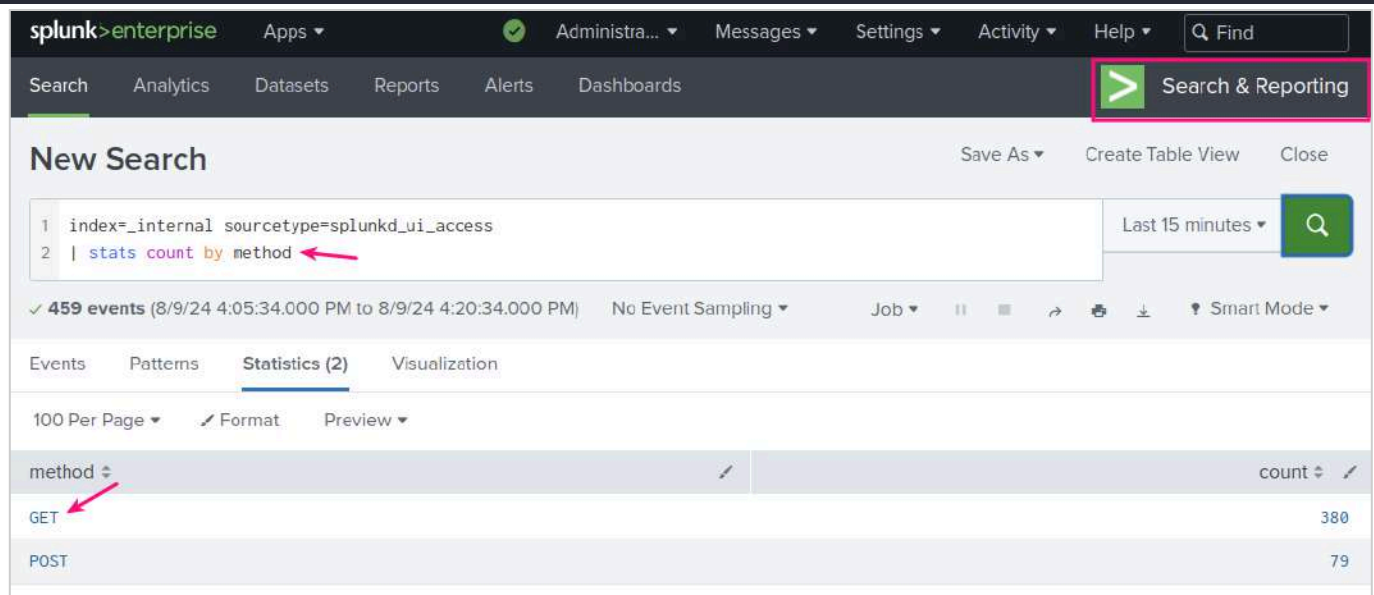 splunk>enterprise Apps Administra... Messages Settings Activity Help Find
Search Analytics Datasets Reports Alerts Dashboards Search & Reporting
New Search Save As Create Table View Close
1 index=_internal sourcetype=splunkd_ui_access Last 15 minutes
2 | stats count by method
459 events (8/9/24 4:05:34.000 PM to 8/9/24 4:20:34.000 PM) No Event Sampling Job Smart Mode
Events Patterns Statistics (2) Visualization
100 Per Page Format Preview
method count
GET 380
POST 79